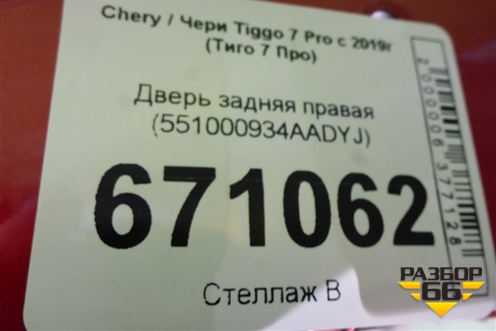 Chery / Чери Tiggo 7 Pro с 2019г
(Тиго 7 Про)
Дверь задняя правая
(551000934AADYJ)
671062
Стеллаж В
2000006377128
РАЗБОР
66